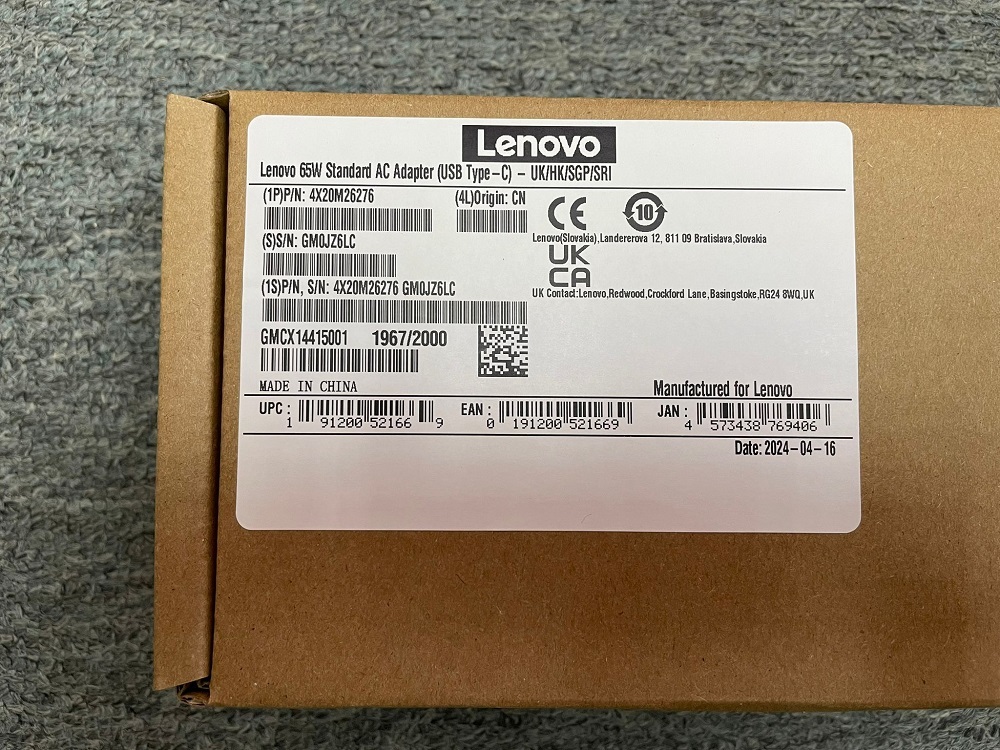 Lenovo
Lenovo 65W Standard AC Adapter (USB Type-C) - UK/HK/SGP/SRI
(1P)P/N: 4X20M26276
(4L)Origin: CN
CE
10
(S)S/N: GM0JZ6LC
Lenovo(Slovakia),Landererova 12, 811 09 Bratislava,Slovakia
UK
CA
(1S)P/N, S/N: 4X20M26276 GM0JZ6LC
UK Contact:Lenovo,Redwood,Crockford Lane,Basingstoke,RG24 8WQ,UK
GMCX14415001 1967/2000
MADE IN CHINA
Manufactured for Lenovo
UPC: 1 91200 52166 9
EAN: 0 191200 521669
JAN: 4 573438 769406
Date: 2024-04-16